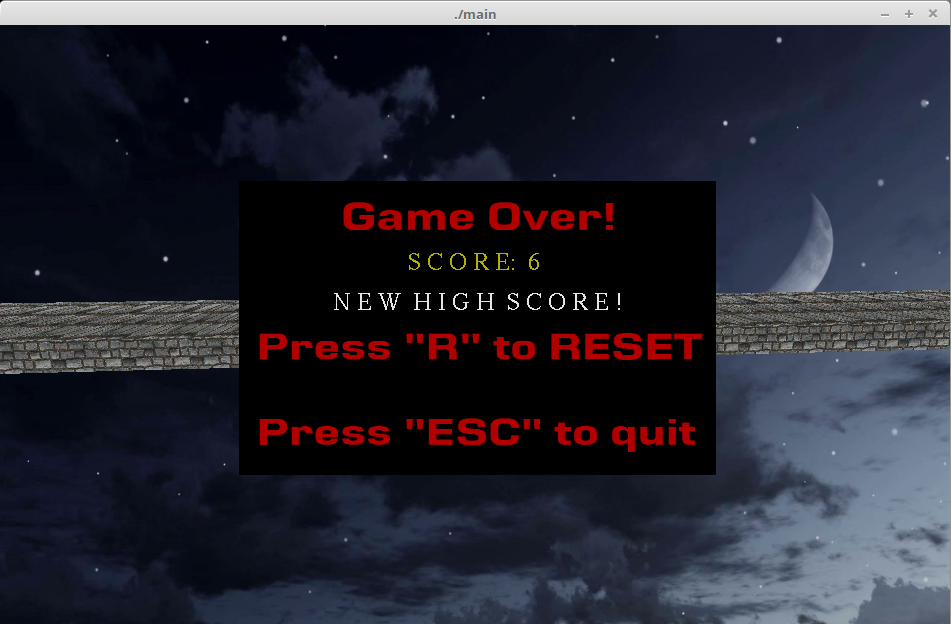 ./main
Game Over!
SCORE: 6
NEW HIGH SCORE!
Press "R" to RESET
Press "ESC" to quit